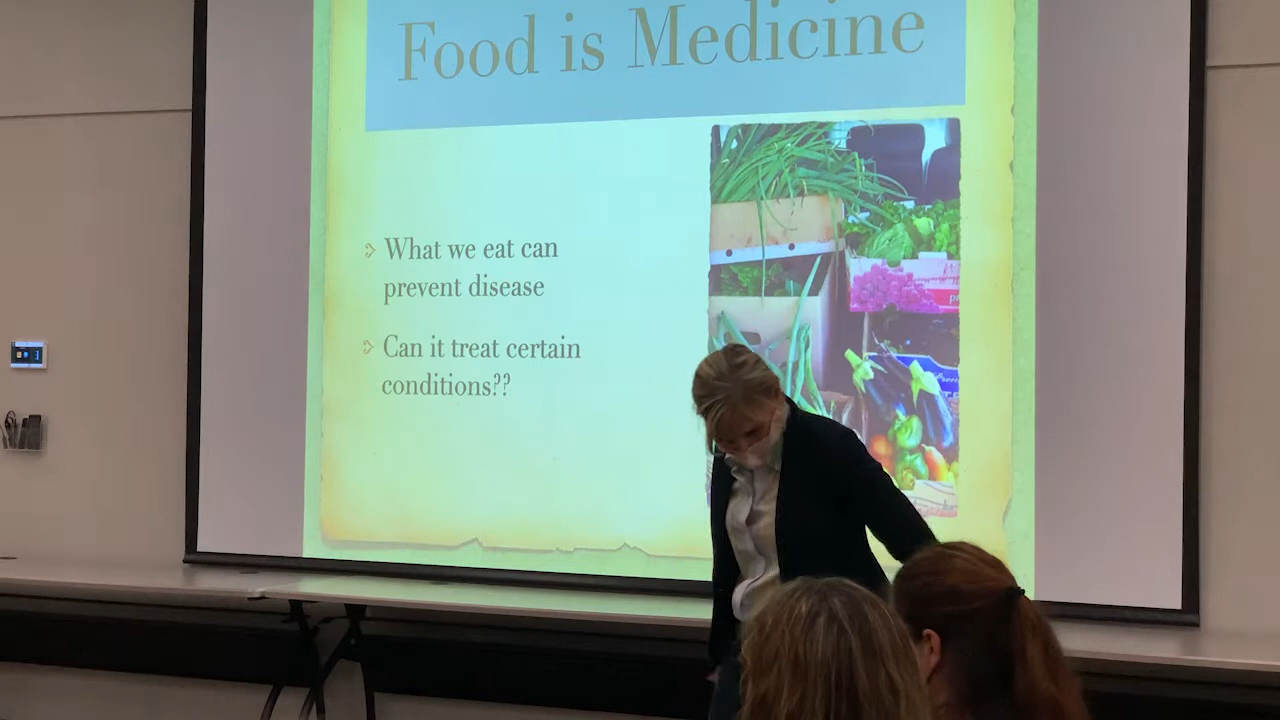 Food is Medicine
What we eat can
prevent disease
Can it treat certain
conditions??